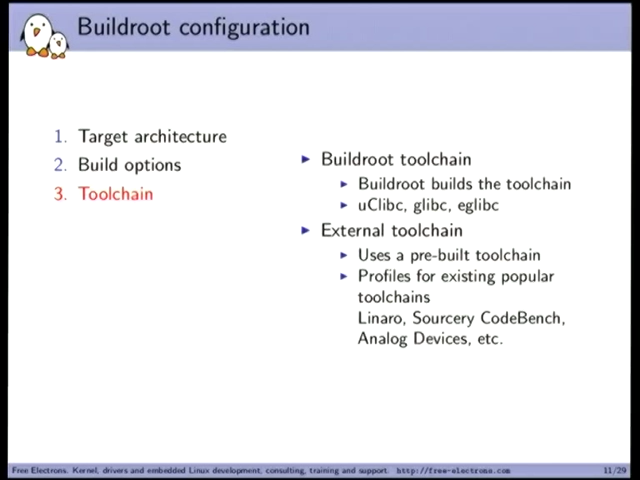 Buildroot configuration
1. Target architecture
2. Build options
3. Toolchain
Buildroot toolchain
Buildroot builds the toolchain
uClibc, glibc, eglibc
External toolchain
Uses a pre-built toolchain
Profiles for existing popular
toolchains
Linaro, Sourcery CodeBench,
Analog Devices, etc.
Free Electrons. Kernel, drivers and embedded Linux development, consulting, training and support. http://free-electrons.com 11/29